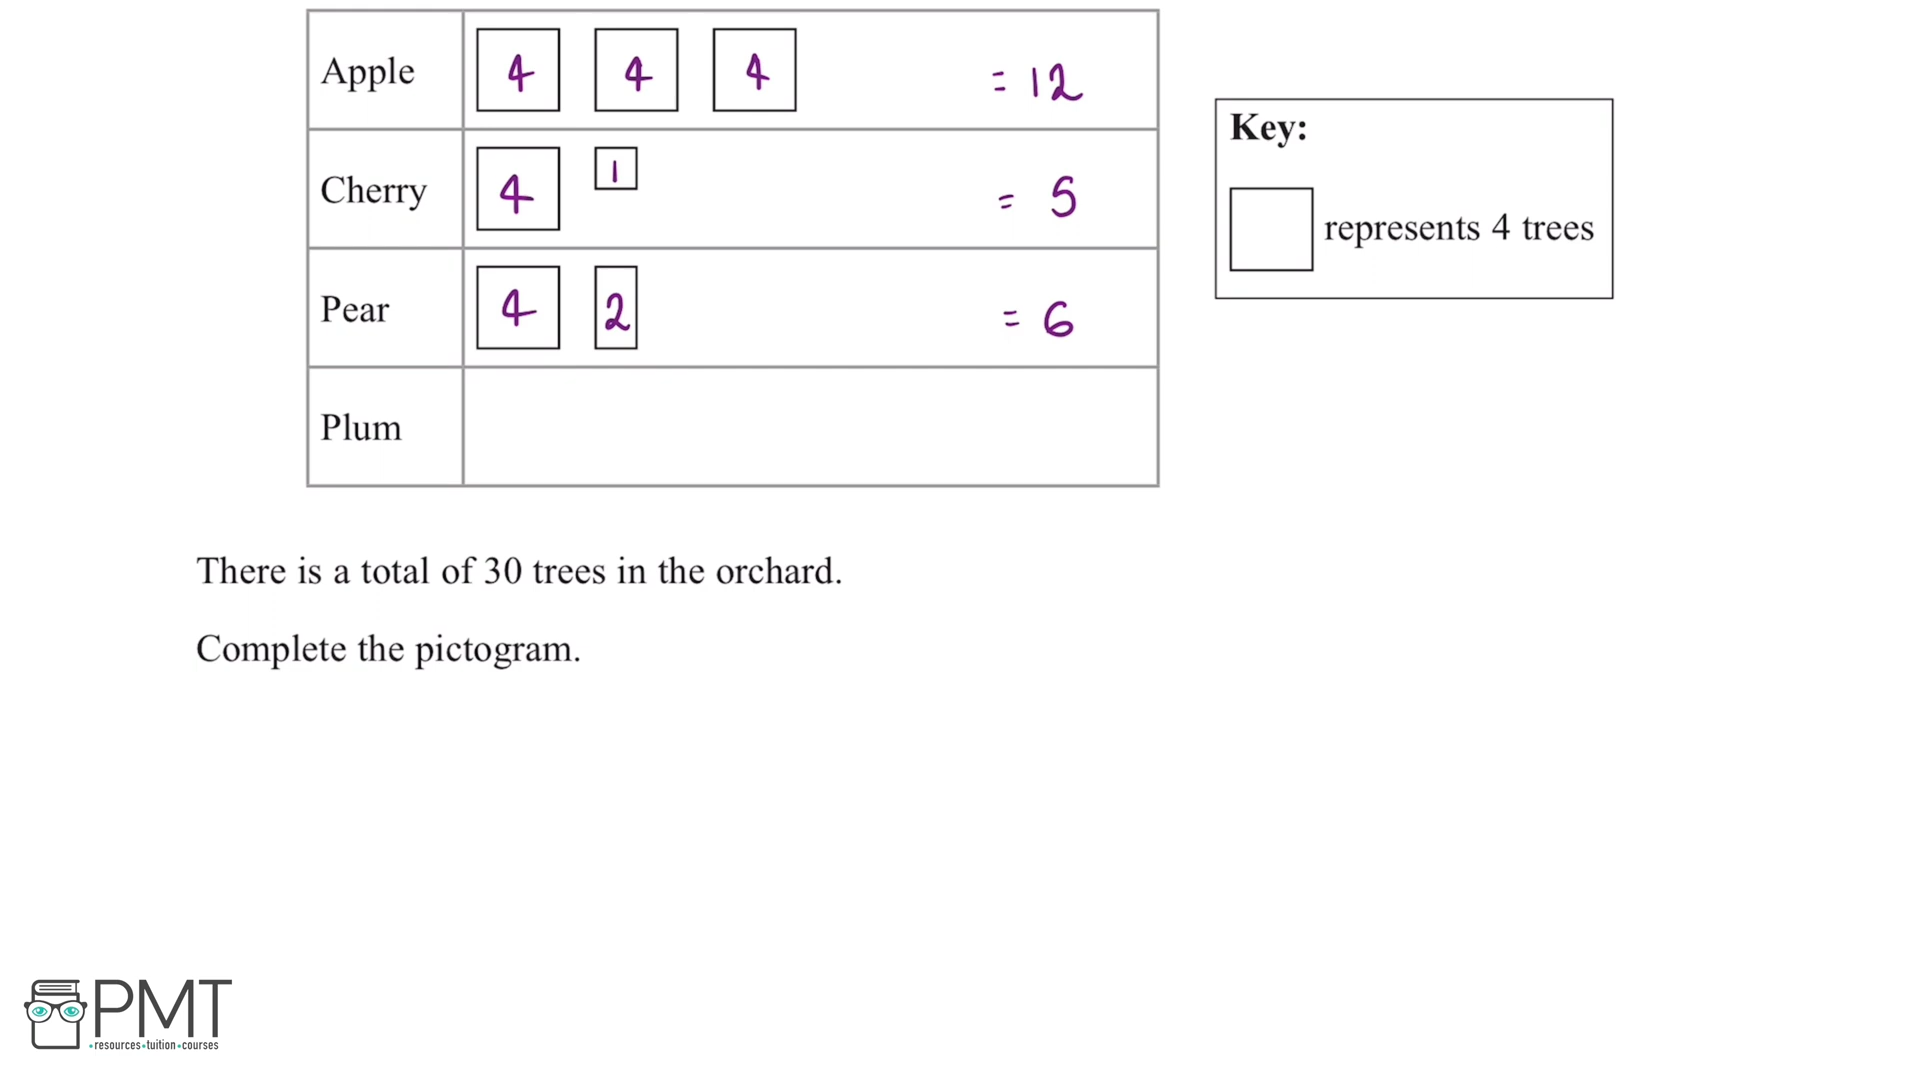 Apple 4 4 4 = 12
Key:
Cherry 4 1 = 5
represents 4 trees
Pear 4 2 = 6
Plum
There is a total of 30 trees in the orchard.
Complete the pictogram.
PMT
•resources•tuition•courses